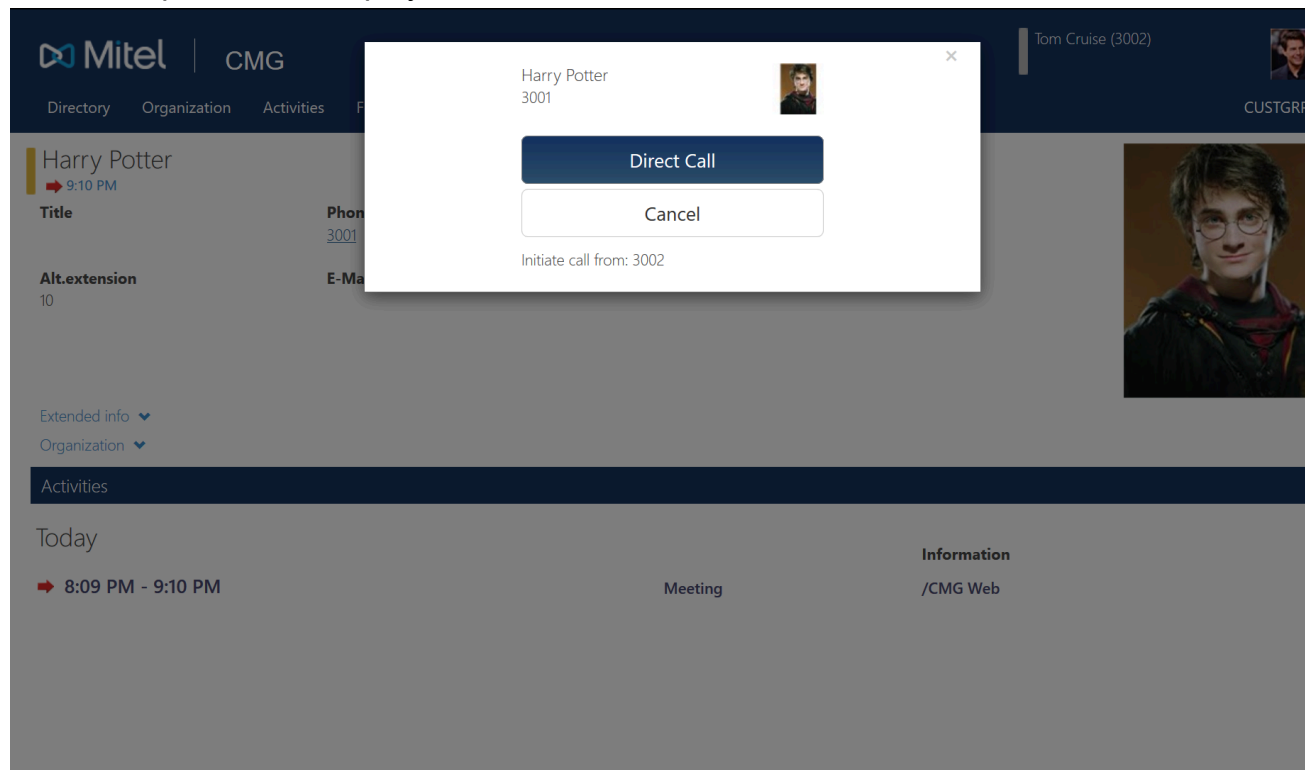 Mitel CMG
Tom Cruise (3002)
Directory Organization Activities F
CUSTGRP
Harry Potter
3001
×
Direct Call
Cancel
Initiate call from: 3002
Harry Potter
9:10 PM
Title Phon
3001
Alt.extension E-Ma
10
Extended info
Organization
Activities
Today
Information
8:09 PM - 9:10 PM Meeting /CMG Web